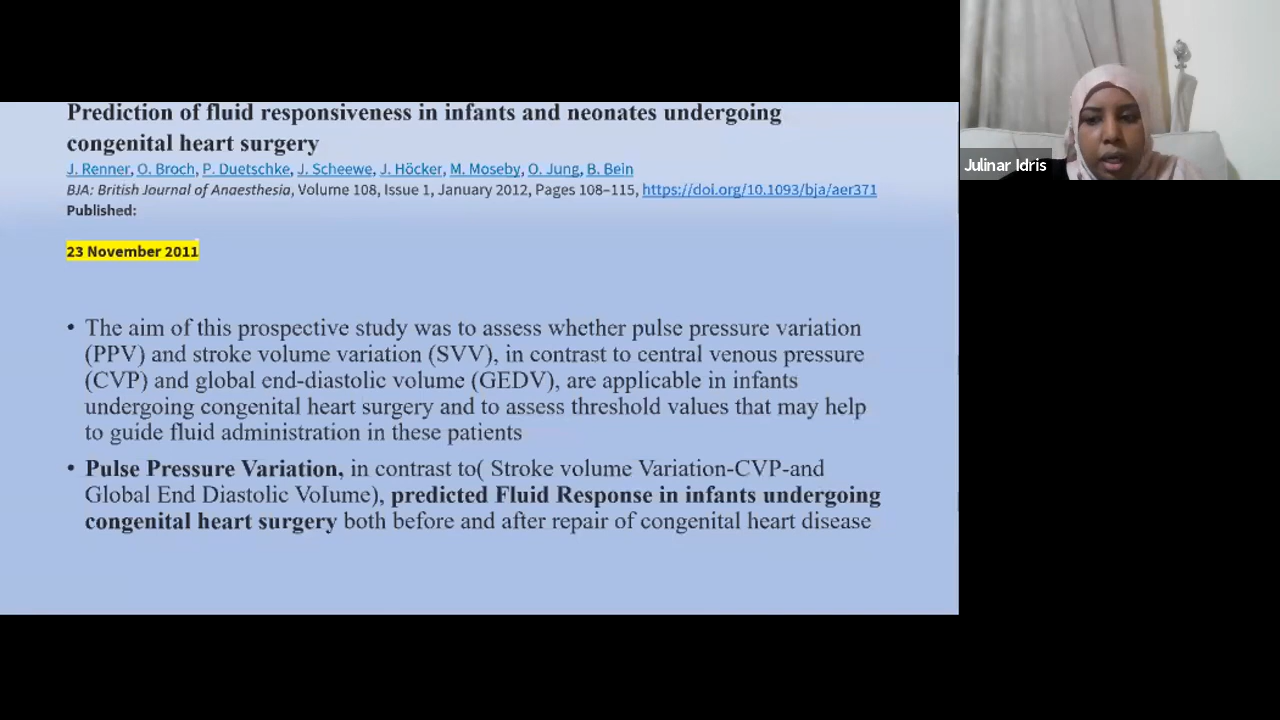 Prediction of fluid responsiveness in infants and neonates undergoing
congenital heart surgery
J. Renner, O. Broch, P. Duetschke, J. Scheewe, J. Höcker, M. Moseby, O. Jung, B. Bein
BJA: British Journal of Anaesthesia, Volume 108, Issue 1, January 2012, Pages 108–115, https://doi.org/10.1093/bja/aer371
Published:
23 November 2011
• The aim of this prospective study was to assess whether pulse pressure variation
(PPV) and stroke volume variation (SVV), in contrast to central venous pressure
(CVP) and global end-diastolic volume (GEDV), are applicable in infants
undergoing congenital heart surgery and to assess threshold values that may help
to guide fluid administration in these patients
• Pulse Pressure Variation, in contrast to( Stroke volume Variation-CVP-and
Global End Diastolic Volume), predicted Fluid Response in infants undergoing
congenital heart surgery both before and after repair of congenital heart disease
Julinar Idris